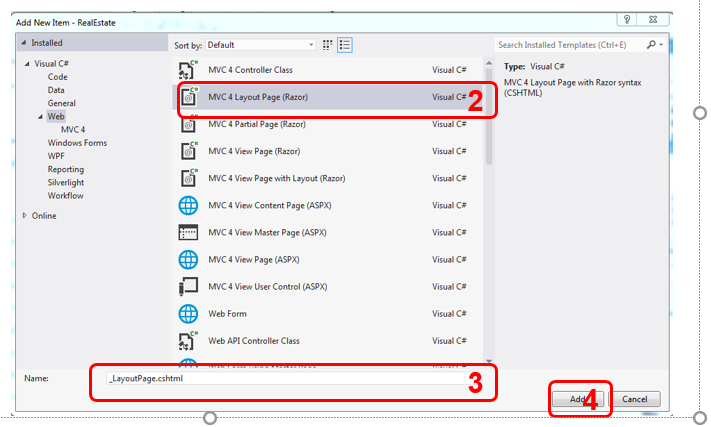 Add New Item - RealEstate
Installed
Sort by: Default
Search Installed Templates (Ctrl+E)
Visual C#
Code
Data
General
Web
MVC 4
Windows Forms
WPF
Reporting
Silverlight
Workflow
Online
MVC 4 Controller Class Visual C#
MVC 4 Layout Page (Razor) Visual C# 2
MVC 4 Partial Page (Razor) Visual C#
MVC 4 View Page (Razor) Visual C#
MVC 4 View Page with Layout (Razor) Visual C#
MVC 4 View Content Page (ASPX) Visual C#
MVC 4 View Master Page (ASPX) Visual C#
MVC 4 View Page (ASPX) Visual C#
MVC 4 View User Control (ASPX) Visual C#
Web Form Visual C#
Web API Controller Class Visual C#
Type: Visual C#
MVC 4 Layout Page with Razor syntax
(CSHTML)
Name: _LayoutPage.cshtml 3
Add 4 Cancel